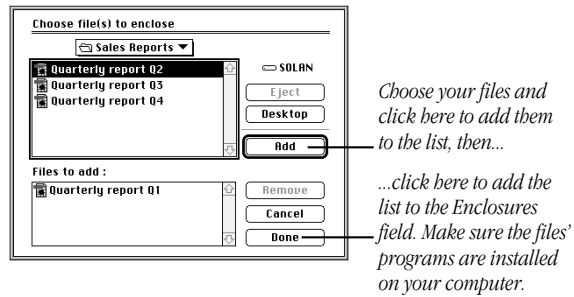 Choose file(s) to enclose
Sales Reports
Quarterly report Q2
Quarterly report Q3
Quarterly report Q4
SOLAN
Eject
Desktop
Add
Files to add :
Quarterly report Q1
Remove
Cancel
Done
Choose your files and
click here to add them
to the list, then...
...click here to add the
list to the Enclosures
field. Make sure the files’
programs are installed
on your computer.